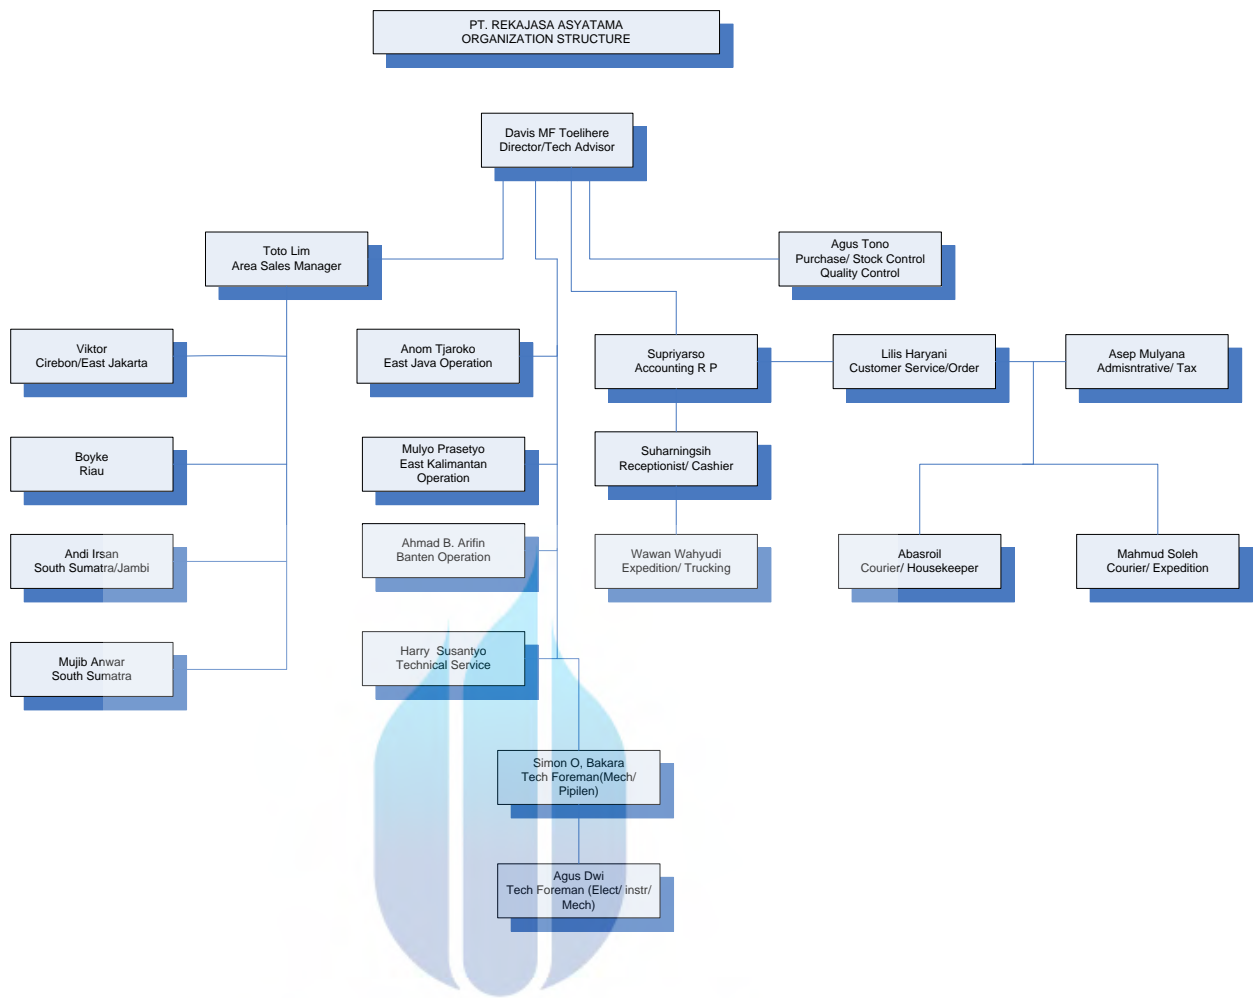 PT. REKAJASA ASYATAMA
ORGANIZATION STRUCTURE
Davis MF Toelihere
Director/Tech Advisor
Toto Lim
Area Sales Manager
Agus Tono
Purchase/ Stock Control
Quality Control
Viktor
Cirebon/East Jakarta
Anom Tjaroko
East Java Operation
Supriyarso
Accounting R P
Lilis Haryani
Customer Service/Order
Asep Mulyana
Admisntrative/ Tax
Boyke
Riau
Mulyo Prasetyo
East Kalimantan
Operation
Suharningsih
Receptionist/ Cashier
Andi Irsan
South Sumatra/Jambi
Ahmad B. Arifin
Banten Operation
Wawan Wahyudi
Expedition/ Trucking
Abasroil
Courier/ Housekeeper
Mahmud Soleh
Courier/ Expedition
Mujib Anwar
South Sumatra
Harry  Susantyo
Technical Service
Simon O, Bakara
Tech Foreman(Mech/
Pipilen)
Agus Dwi
Tech Foreman (Elect/ instr/
Mech)